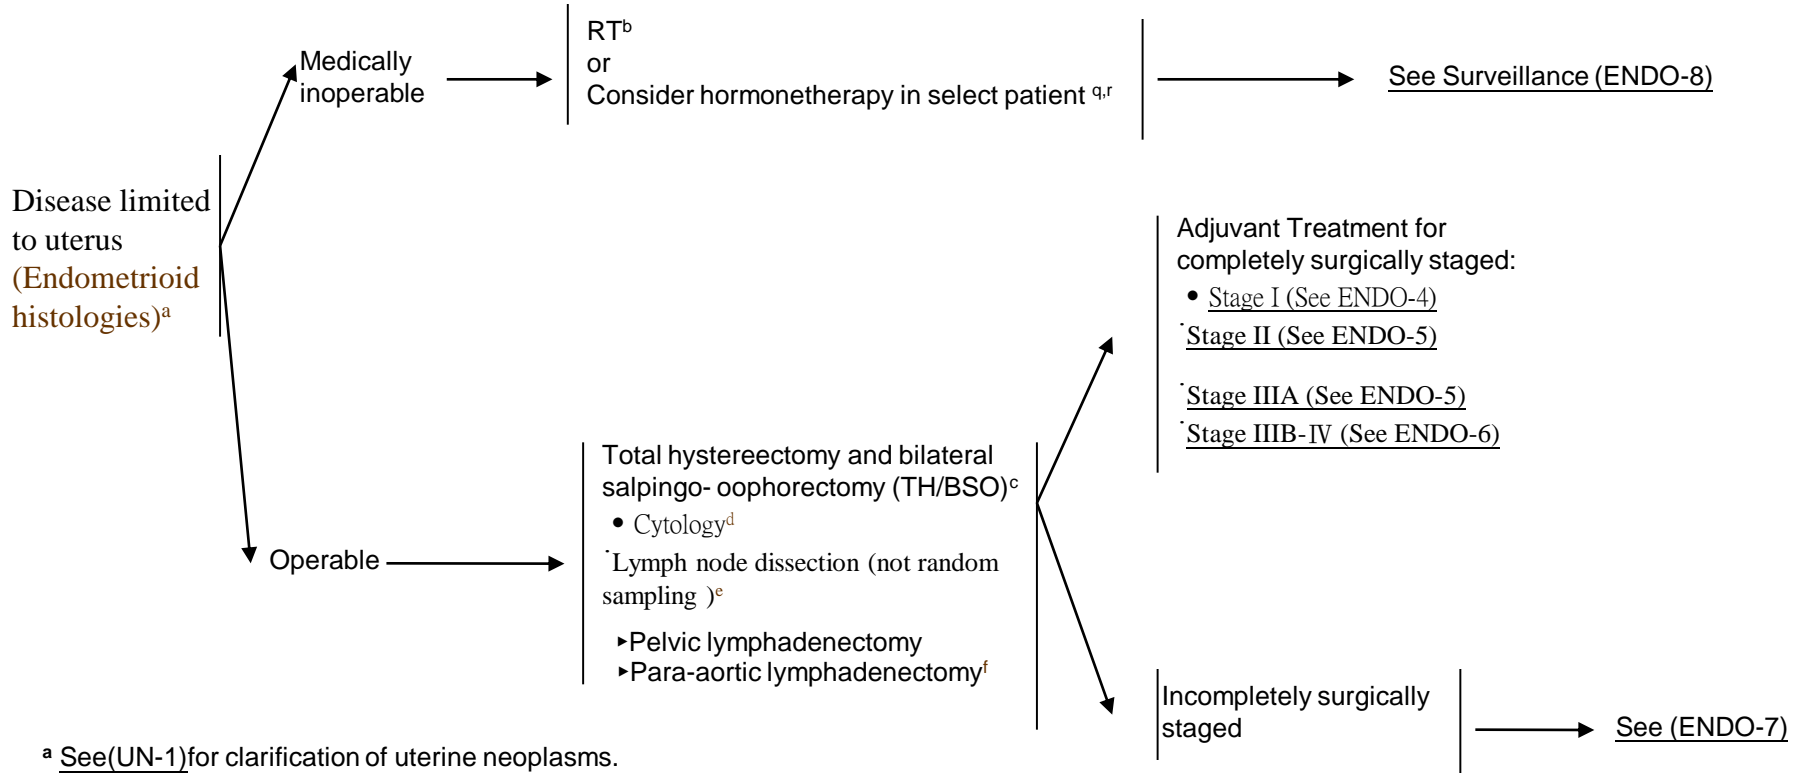 Medically
inoperable
RTᵇ
or
Consider hormonetherapy in select patient q,r
See Surveillance (ENDO-8)
Disease limited
to uterus
(Endometrioid
histologies)ᵃ
Operable
Total hystereectomy and bilateral
salpingo- oophorectomy (TH/BSO)ᶜ
• Cytologyᵈ
˙Lymph node dissection (not random
sampling )ᵉ
▸Pelvic lymphadenectomy
▸Para-aortic lymphadenectomyᶠ
Adjuvant Treatment for
completely surgically staged:
• Stage I (See ENDO-4)
˙Stage II (See ENDO-5)
˙Stage IIIA (See ENDO-5)
˙Stage IIIB-Ⅳ (See ENDO-6)
Incompletely surgically
staged
See (ENDO-7)
ᵃ See(UN-1)for clarification of uterine neoplasms.